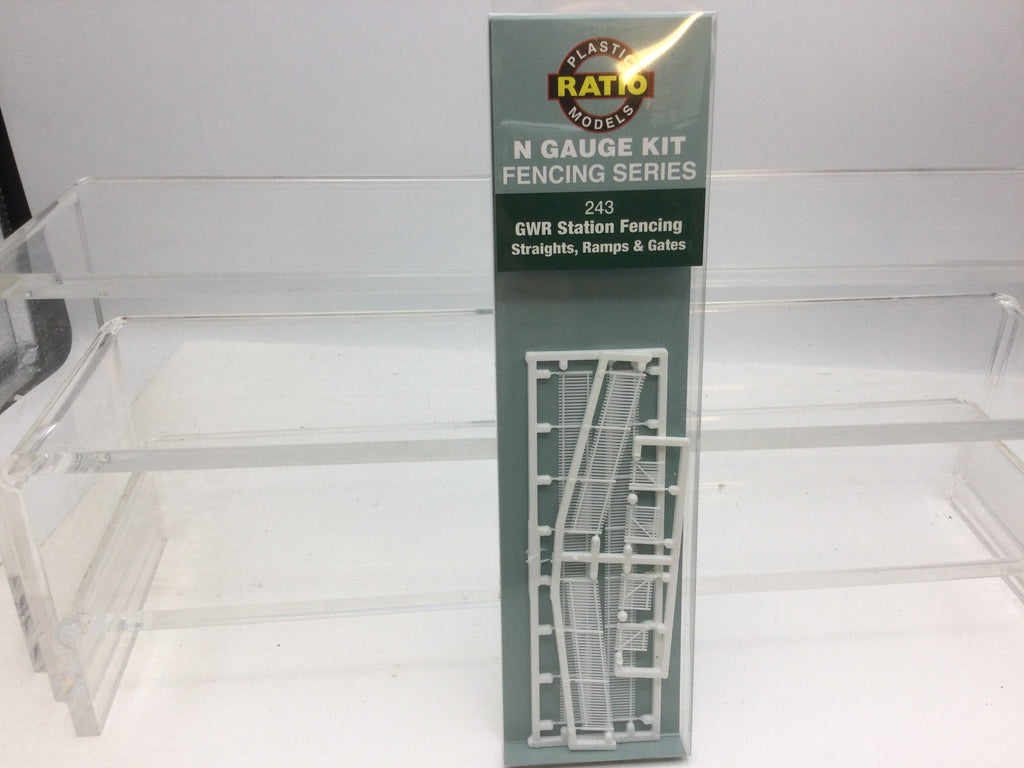 PLASTIC
RATIO
MODELS
N GAUGE KIT
FENCING SERIES
243
GWR Station Fencing
Straights, Ramps & Gates